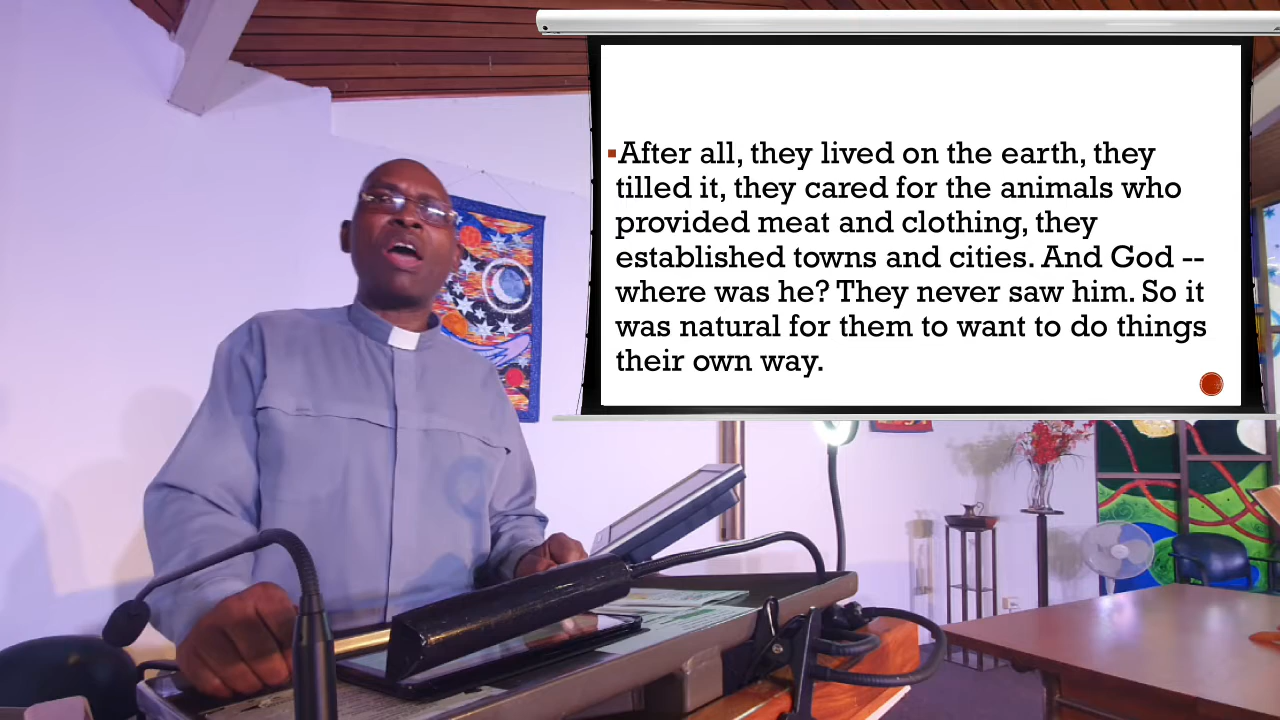 After all, they lived on the earth, they
tilled it, they cared for the animals who
provided meat and clothing, they
established towns and cities. And God --
where was he? They never saw him. So it
was natural for them to want to do things
their own way.